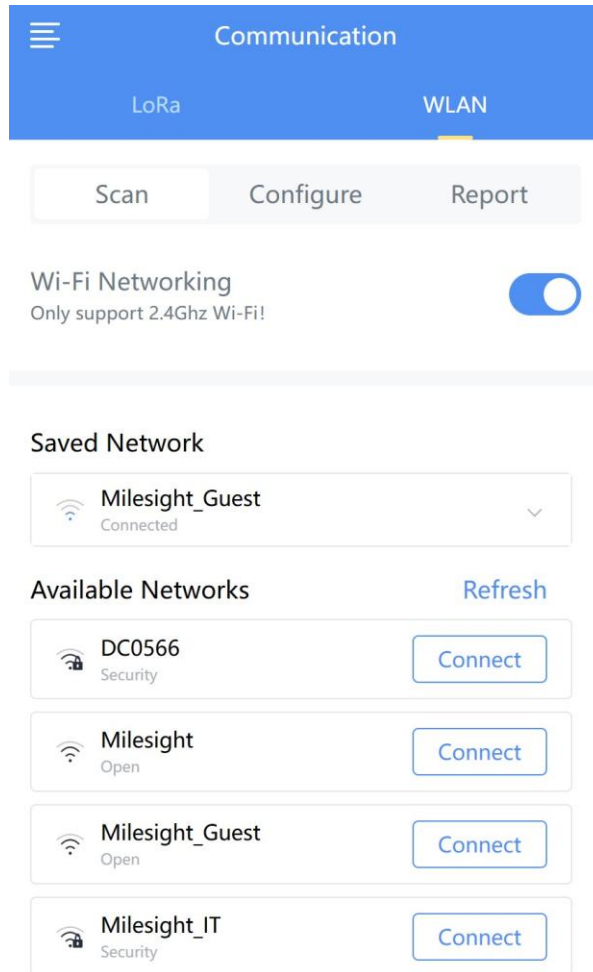 Communication
LoRa WLAN
Scan Configure Report
Wi-Fi Networking
Only support 2.4Ghz Wi-Fi!
Saved Network
Milesight_Guest
Connected
Available Networks Refresh
DC0566
Security
Connect
Milesight
Open
Connect
Milesight_Guest
Open
Connect
Milesight_IT
Security
Connect